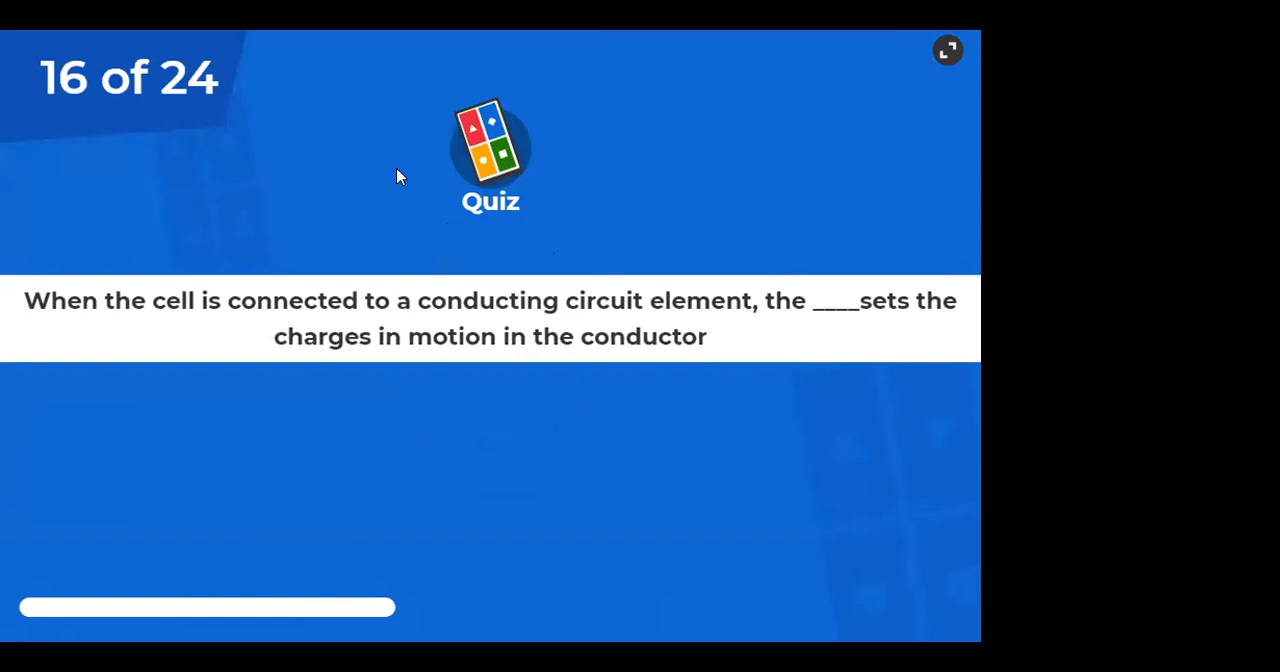 16 of 24
Quiz
When the cell is connected to a conducting circuit element, the ____sets the
charges in motion in the conductor